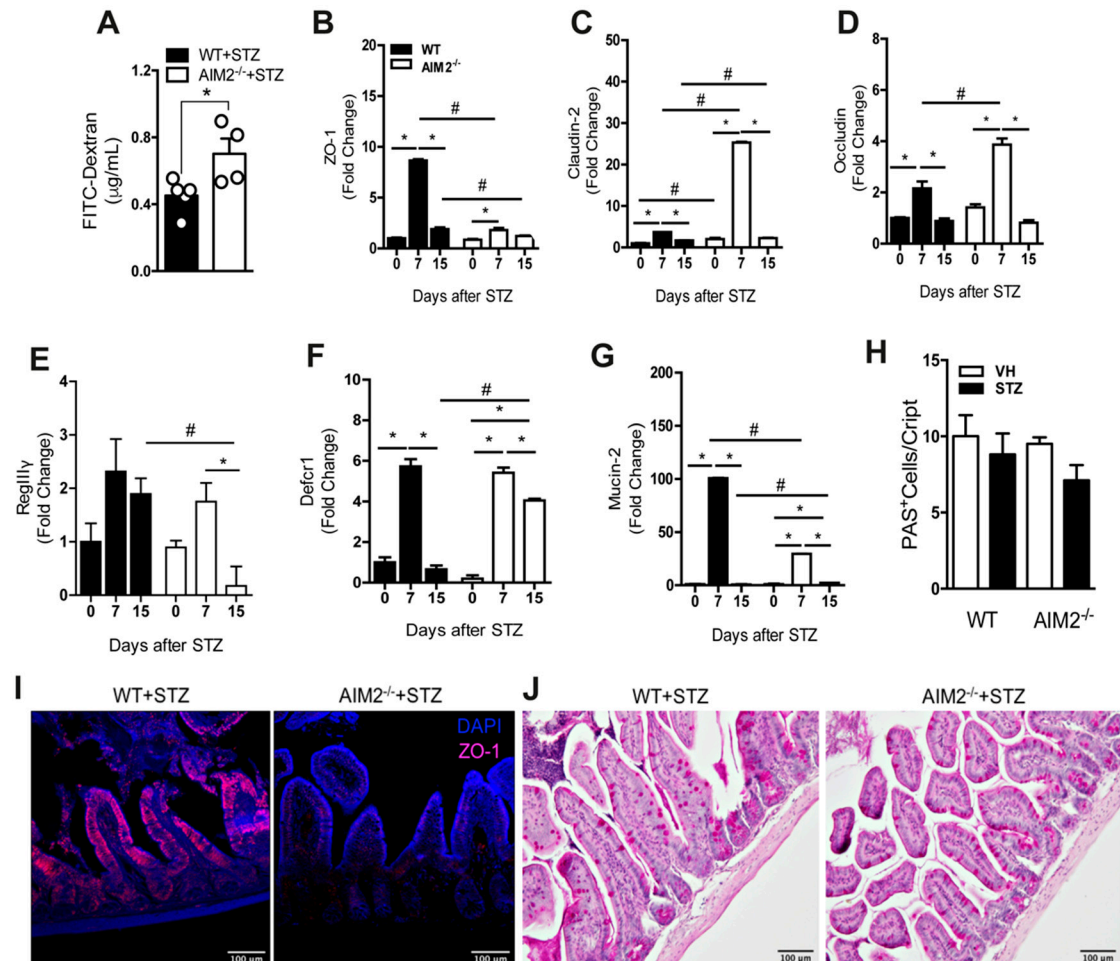 A
WT+STZ
AIM2-/-+STZ
FITC-Dextran
(µg/mL)
1.2
0.8
0.4
0.0
*
B
WT
AIM2-/-
ZO-1
(Fold Change)
20
15
10
5
0
* * # # *
0 7 15 0 7 15
Days after STZ
C
Claudin-2
(Fold Change)
50
40
30
20
10
0
# # * * # * *
0 7 15 0 7 15
Days after STZ
D
Occludin
(Fold Change)
8
6
4
2
0
# * * * *
0 7 15 0 7 15
Days after STZ
E
RegIIIγ
(Fold Change)
4
3
2
1
0
# *
0 7 15 0 7 15
Days after STZ
F
Defcr1
(Fold Change)
10
8
6
4
2
0
# * * * * *
0 7 15 0 7 15
Days after STZ
G
Mucin-2
(Fold Change)
200
150
100
50
0
# * * # * * *
0 7 15 0 7 15
Days after STZ
H
VH
STZ
PAS+Cells/Cript
15
10
5
0
WT AIM2-/-
I
WT+STZ
AIM2-/-+STZ
DAPI
ZO-1
100 µm
100 µm
J
WT+STZ
AIM2-/-+STZ
100 µm
100 µm